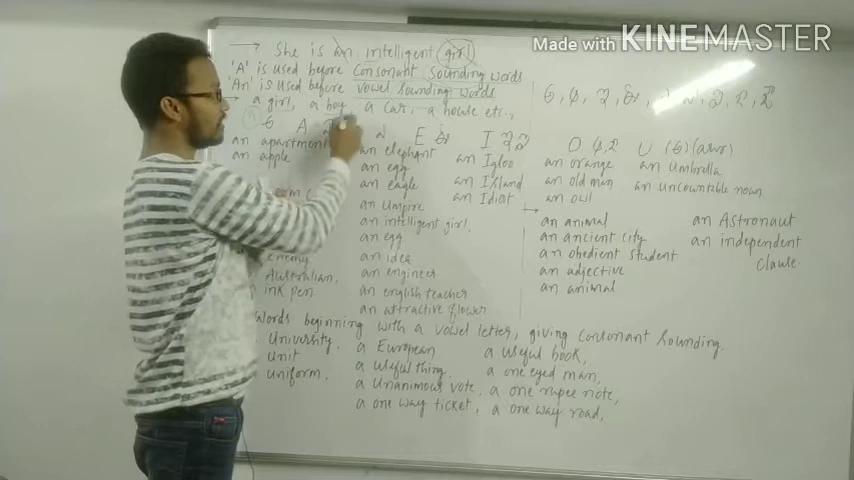 Made with KINEMASTER
→ She is an intelligent girl
'A' is used before Consonant Sounding words
'An' is used before vowel Sounding words
→ a girl, a boy, a car, a house etc.,
A
E
I
O
U
an apartment
an apple
an elephant
an egg
an eagle
an Umpire
an intelligent girl.
an egg
an idea
an engineer
an english teacher
an attractive flower
an Igloo
an Island
an Idiot
an orange
an old man
an owl
an Umbrella
an uncountable noun
→
an animal
an ancient city
an obedient student
an adjective
an animal
an Astronaut
an independent
clause
enemy
Australian,
ink pen
Words beginning with a vowel letter, giving Consonant Sounding.
University.
Unit
Uniform.
a European
a useful thing.
a Unanimous vote,
a one way ticket,
a useful book,
a one eyed man,
a one rupee note,
a one way road,